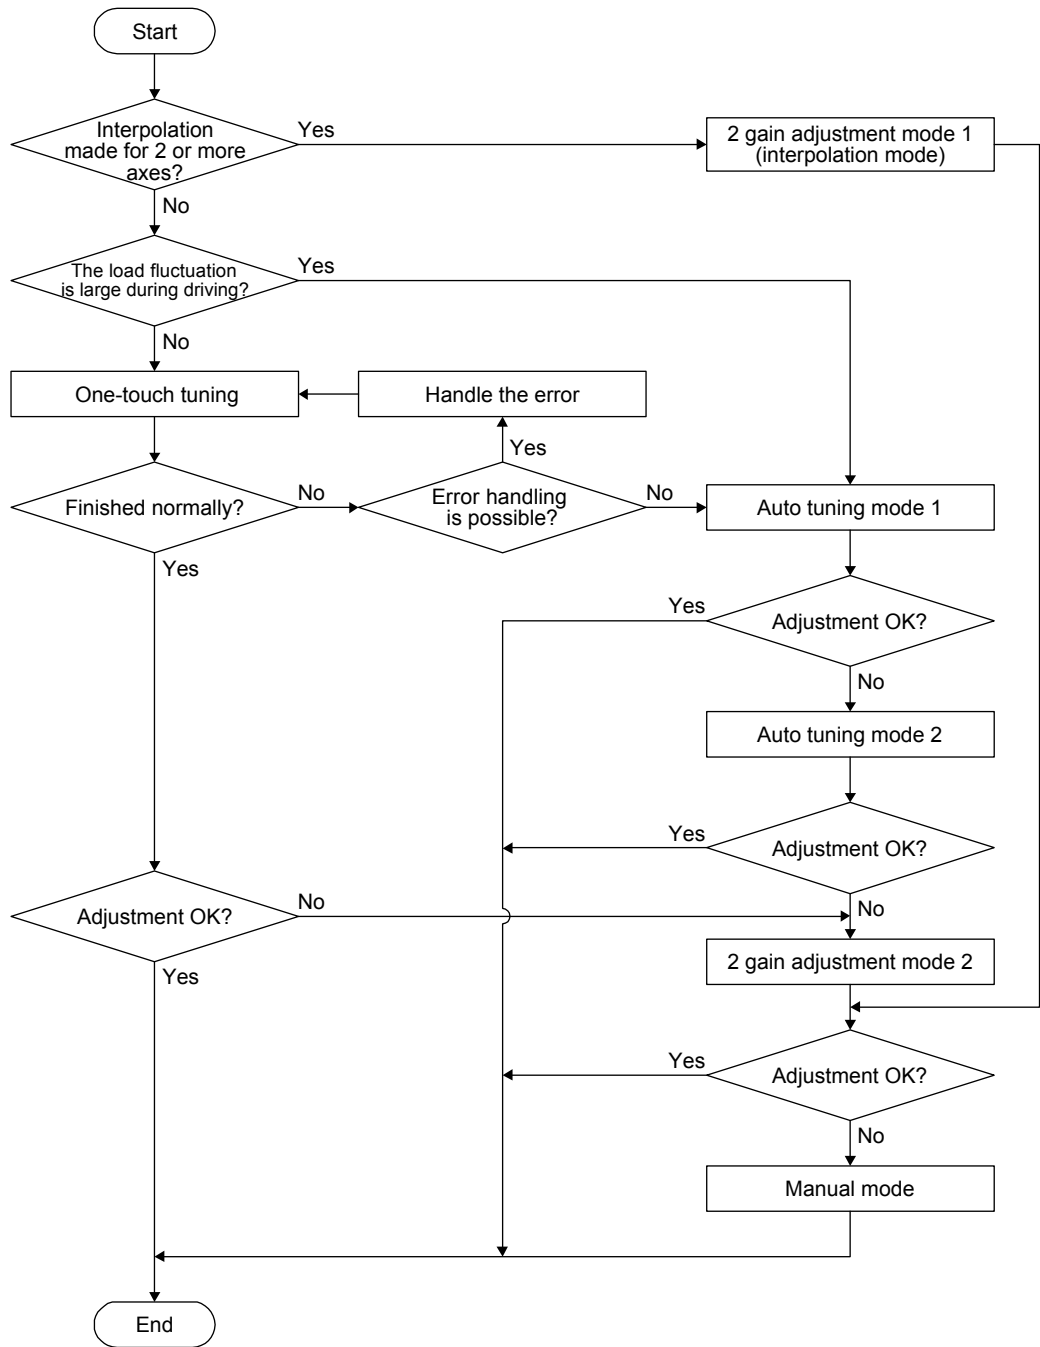 Start
Interpolation
made for 2 or more
axes?
Yes
2 gain adjustment mode 1
(interpolation mode)
No
The load fluctuation
is large during driving?
Yes
No
One-touch tuning
Handle the error
Yes
Finished normally?
No
Error handling
is possible?
No
Auto tuning mode 1
Yes
Yes
Adjustment OK?
No
Auto tuning mode 2
Yes
Adjustment OK?
No
Adjustment OK?
No
Yes
2 gain adjustment mode 2
Yes
Adjustment OK?
No
Manual mode
End